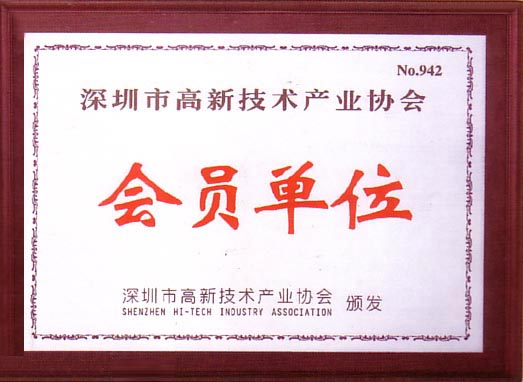 No.942
深圳市高新技术产业协会
会员单位
深圳市高新技术产业协会 颁发
SHENZHEN HI-TECH INDUSTRY ASSOCIATION